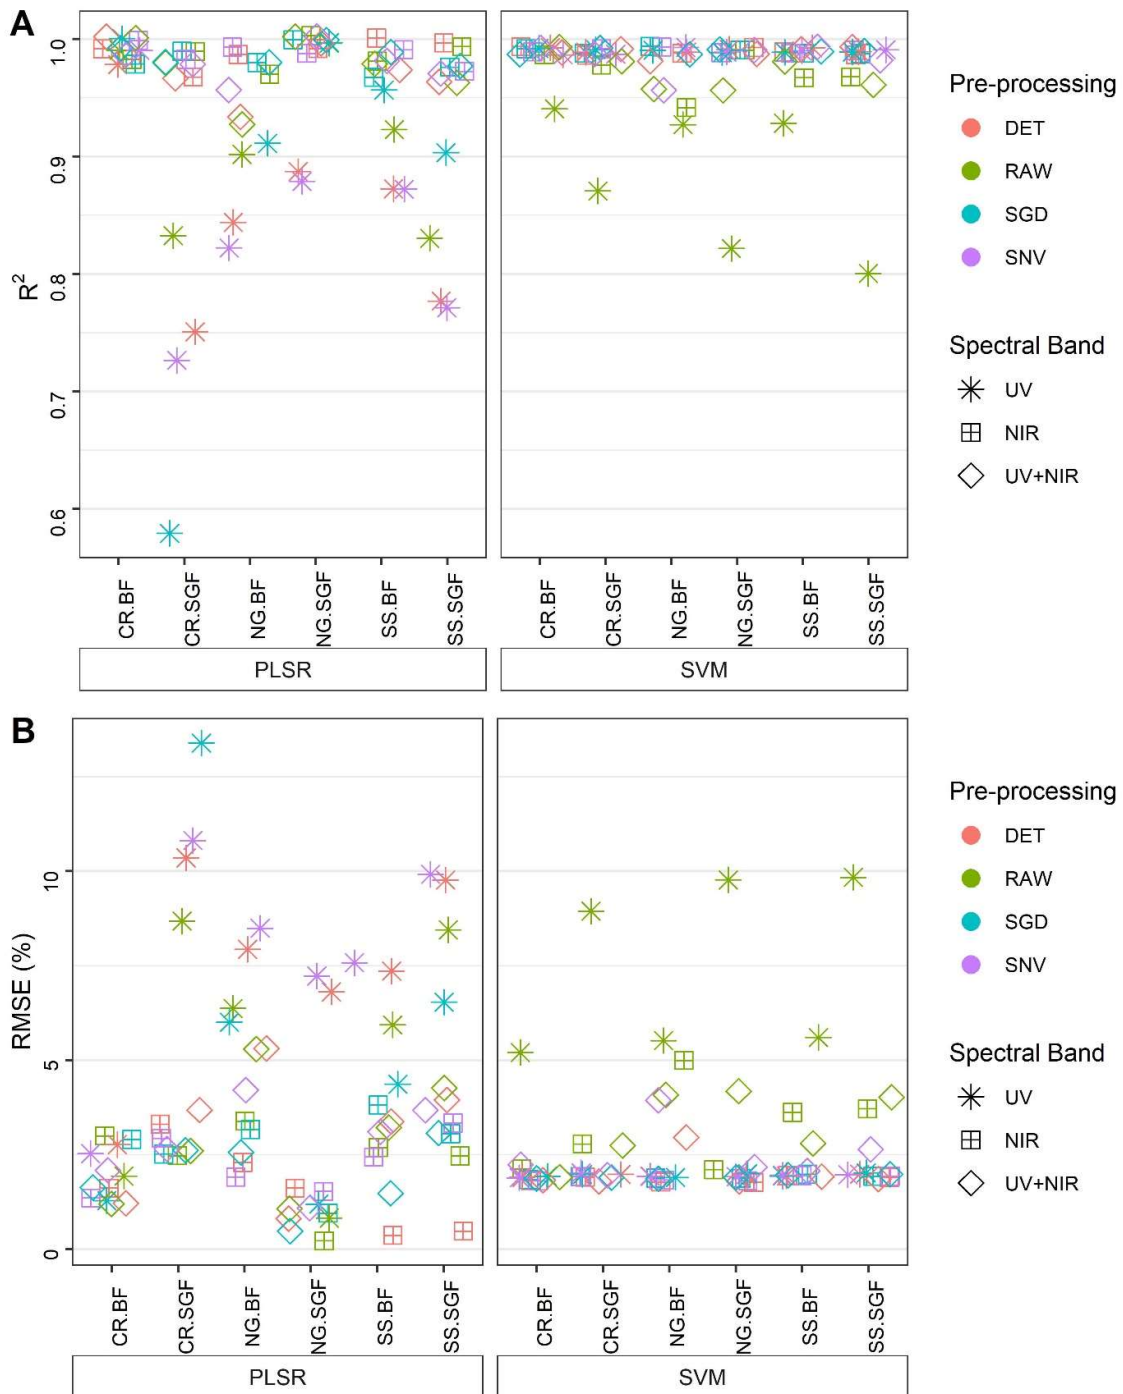 A
R²
1.0
0.9
0.8
0.7
0.6
CR.BF
CR.SGF
NG.BF
NG.SGF
SS.BF
SS.SGF
PLSR
CR.BF
CR.SGF
NG.BF
NG.SGF
SS.BF
SS.SGF
SVM
Pre-processing
DET
RAW
SGD
SNV
Spectral Band
UV
NIR
UV+NIR
B
RMSE (%)
10
5
0
CR.BF
CR.SGF
NG.BF
NG.SGF
SS.BF
SS.SGF
PLSR
CR.BF
CR.SGF
NG.BF
NG.SGF
SS.BF
SS.SGF
SVM
Pre-processing
DET
RAW
SGD
SNV
Spectral Band
UV
NIR
UV+NIR